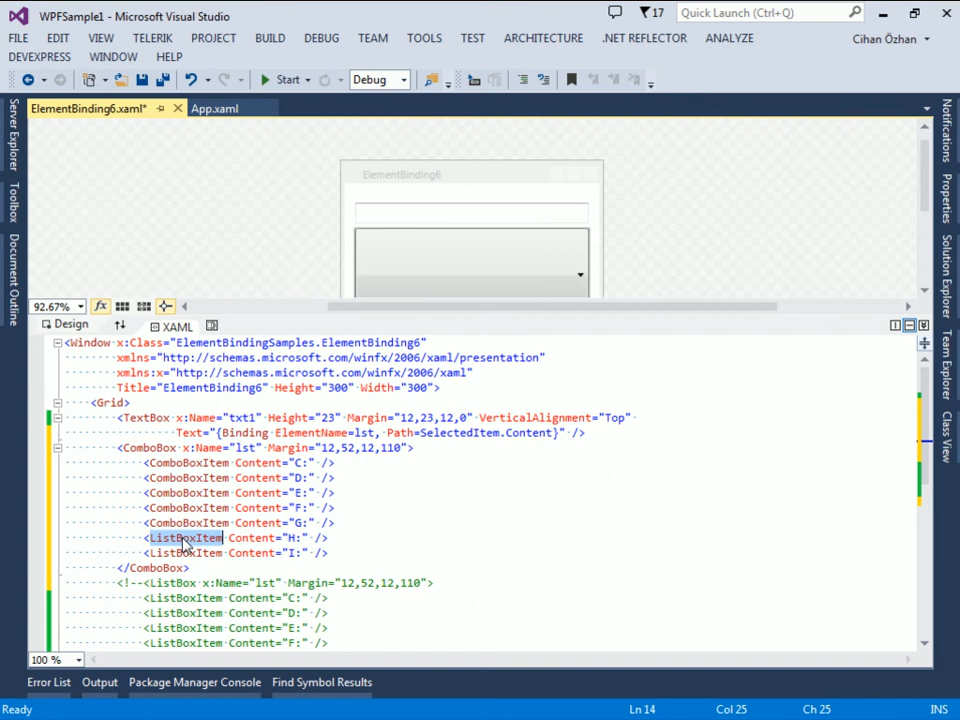 WPFSample1 - Microsoft Visual Studio
17
Quick Launch (Ctrl+Q)
FILE EDIT VIEW TELERIK PROJECT BUILD DEBUG TEAM TOOLS TEST ARCHITECTURE .NET REFLECTOR ANALYZE
Cihan Özhan
DEVEXPRESS WINDOW HELP
Start
Debug
ElementBinding6.xaml*
App.xaml
Server Explorer
Toolbox
Document Outline
Notifications
Properties
Solution Explorer
Team Explorer
Class View
ElementBinding6
92.67%
fx
Design
XAML
<Window x:Class="ElementBindingSamples.ElementBinding6"
xmlns="http://schemas.microsoft.com/winfx/2006/xaml/presentation"
xmlns:x="http://schemas.microsoft.com/winfx/2006/xaml"
Title="ElementBinding6" Height="300" Width="300">
<Grid>
<TextBox x:Name="txt1" Height="23" Margin="12,23,12,0" VerticalAlignment="Top"
Text="{Binding ElementName=lst, Path=SelectedItem.Content}" />
<ComboBox x:Name="lst" Margin="12,52,12,110">
<ComboBoxItem Content="C:" />
<ComboBoxItem Content="D:" />
<ComboBoxItem Content="E:" />
<ComboBoxItem Content="F:" />
<ComboBoxItem Content="G:" />
<ListBoxItem Content="H:" />
<ListBoxItem Content="I:" />
</ComboBox>
<!--<ListBox x:Name="lst" Margin="12,52,12,110">
<ListBoxItem Content="C:" />
<ListBoxItem Content="D:" />
<ListBoxItem Content="E:" />
<ListBoxItem Content="F:" />
100 %
Error List Output Package Manager Console Find Symbol Results
Ready
Ln 14
Col 25
Ch 25
INS